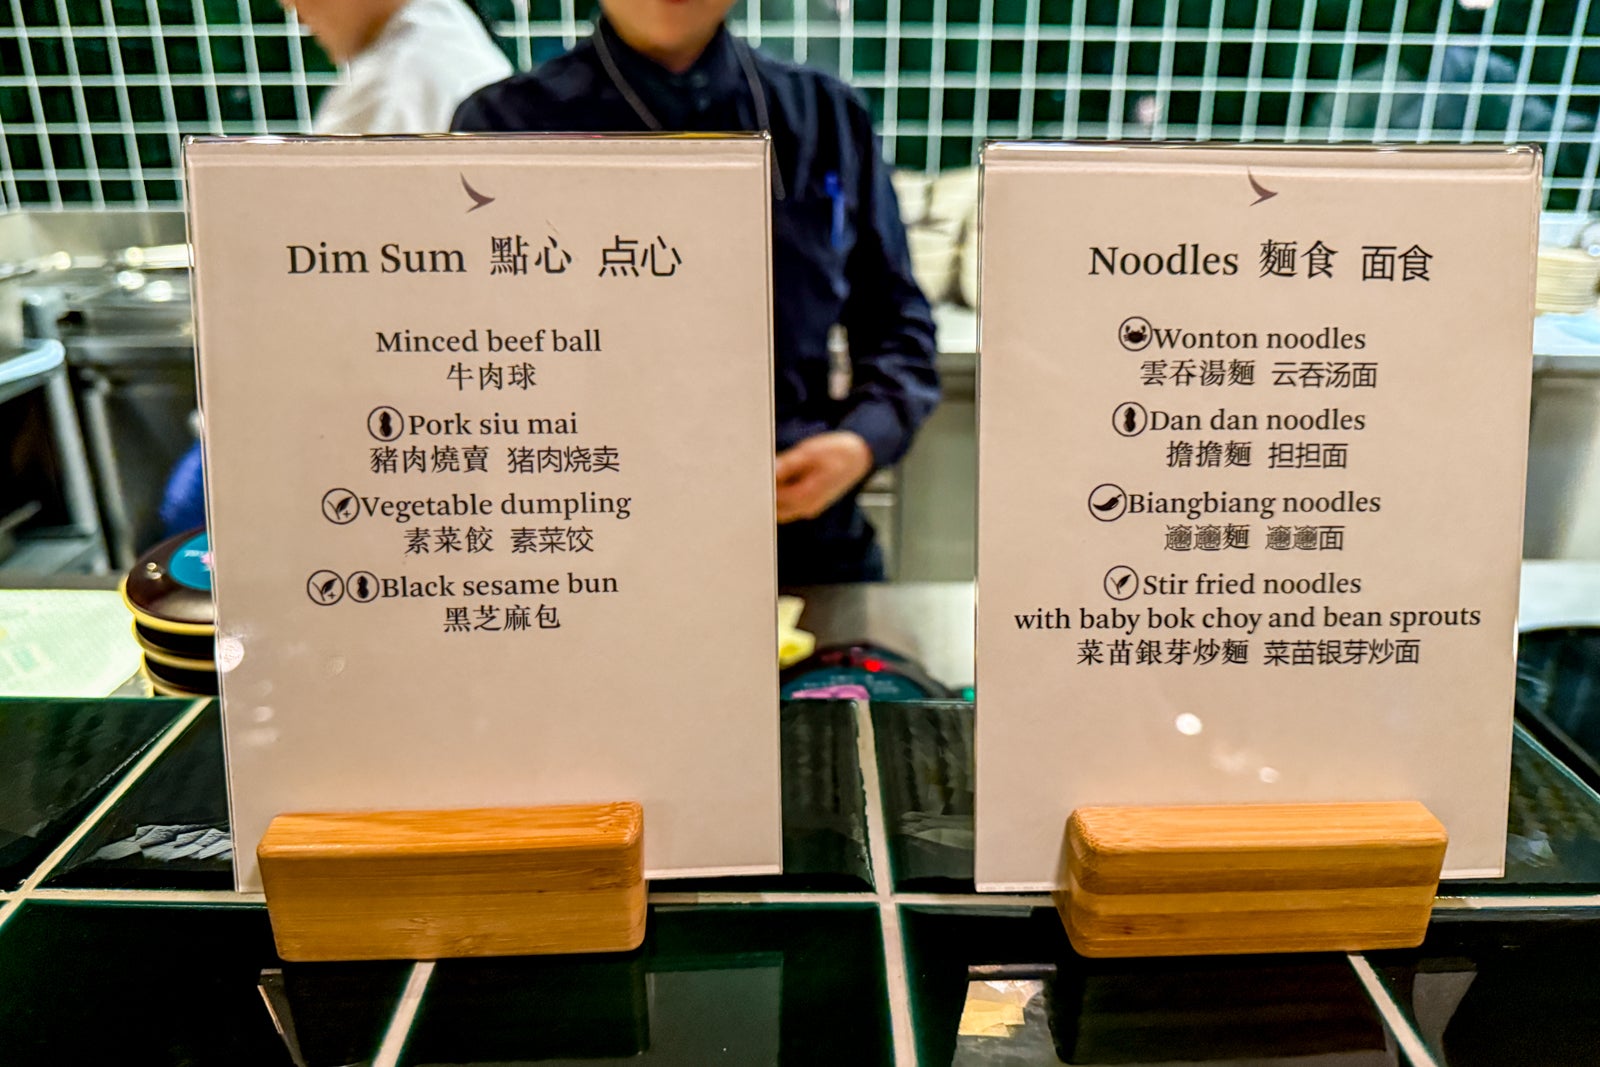 Dim Sum 點心 点心
Minced beef ball
牛肉球
Pork siu mai
豬肉燒賣 猪肉烧卖
Vegetable dumpling
素菜餃 素菜饺
Black sesame bun
黑芝麻包
Noodles 麵食 面食
Wonton noodles
雲吞湯麵 云吞汤面
Dan dan noodles
擔擔麵 担担面
Biangbiang noodles
𰻞𰻞麵 𰻝𰻝面
Stir fried noodles
with baby bok choy and bean sprouts
菜苗銀芽炒麵 菜苗银芽炒面